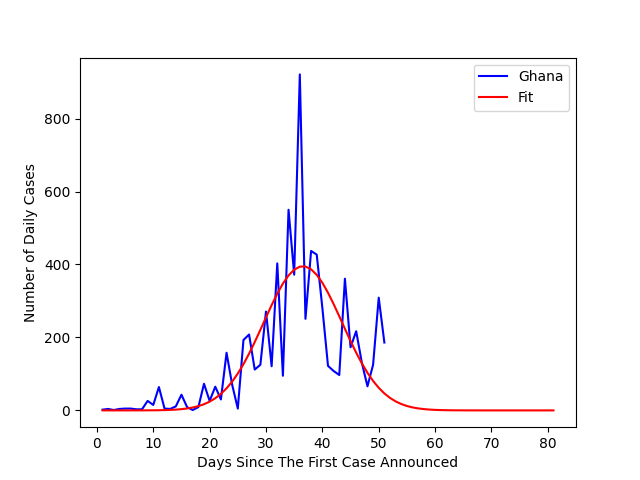 Ghana
Fit
800
600
400
200
0
Number of Daily Cases
0 10 20 30 40 50 60 70 80
Days Since The First Case Announced